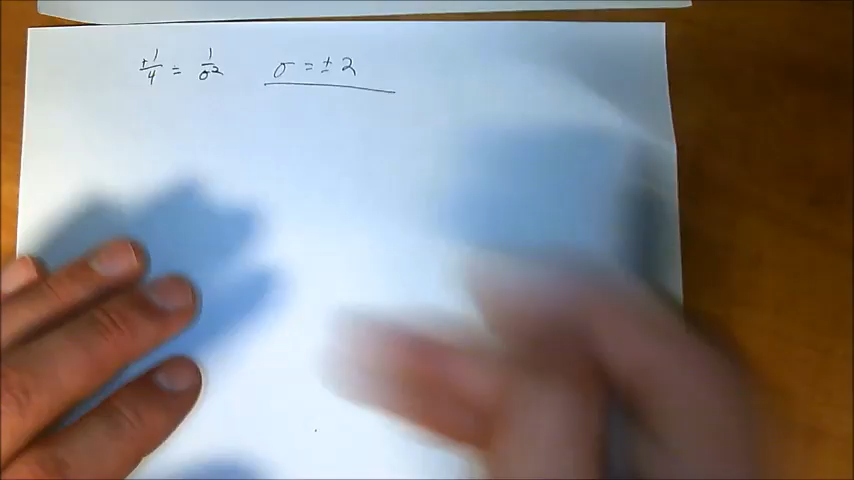 +1/4 = 1/σ² σ = ± 2